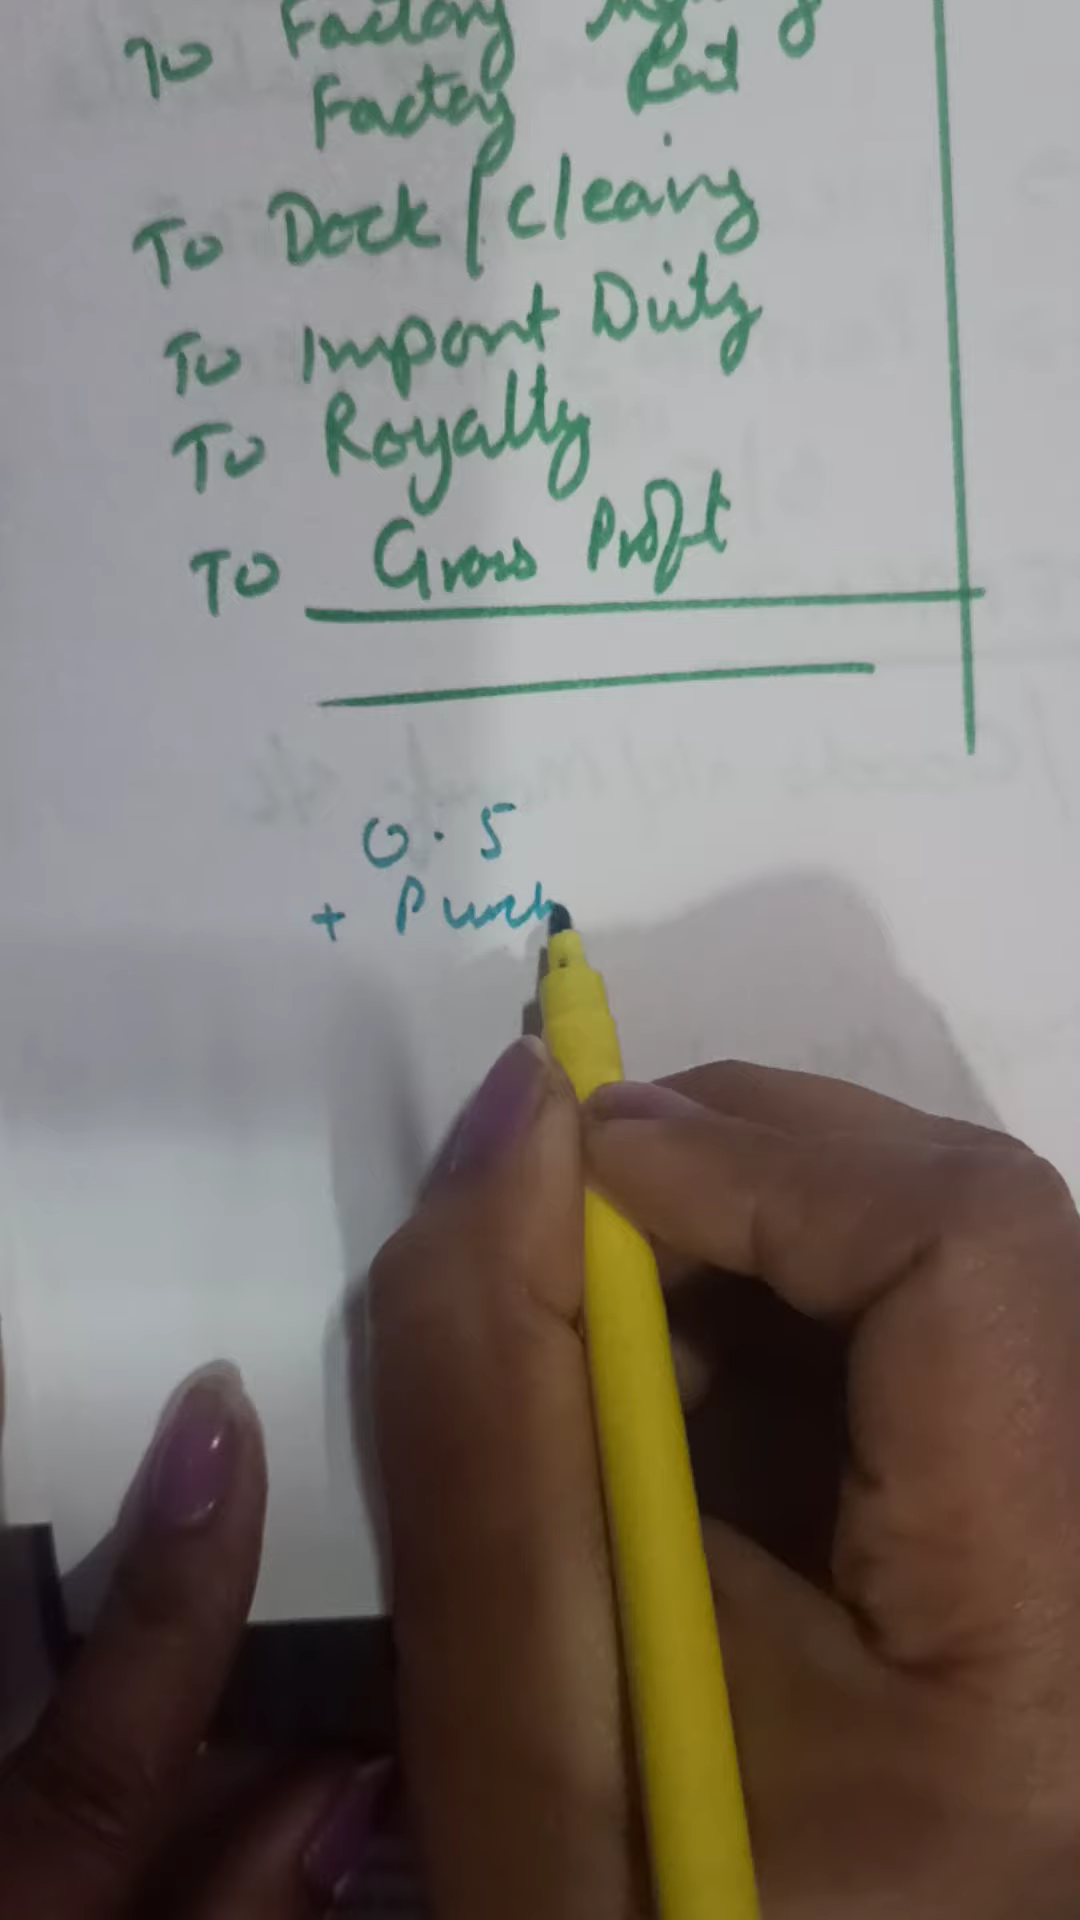 To Factory
Factory Rent
To Dock/Clearing
To Import Duty
To Royalty
To Gross Profit
O.S
+ Purch